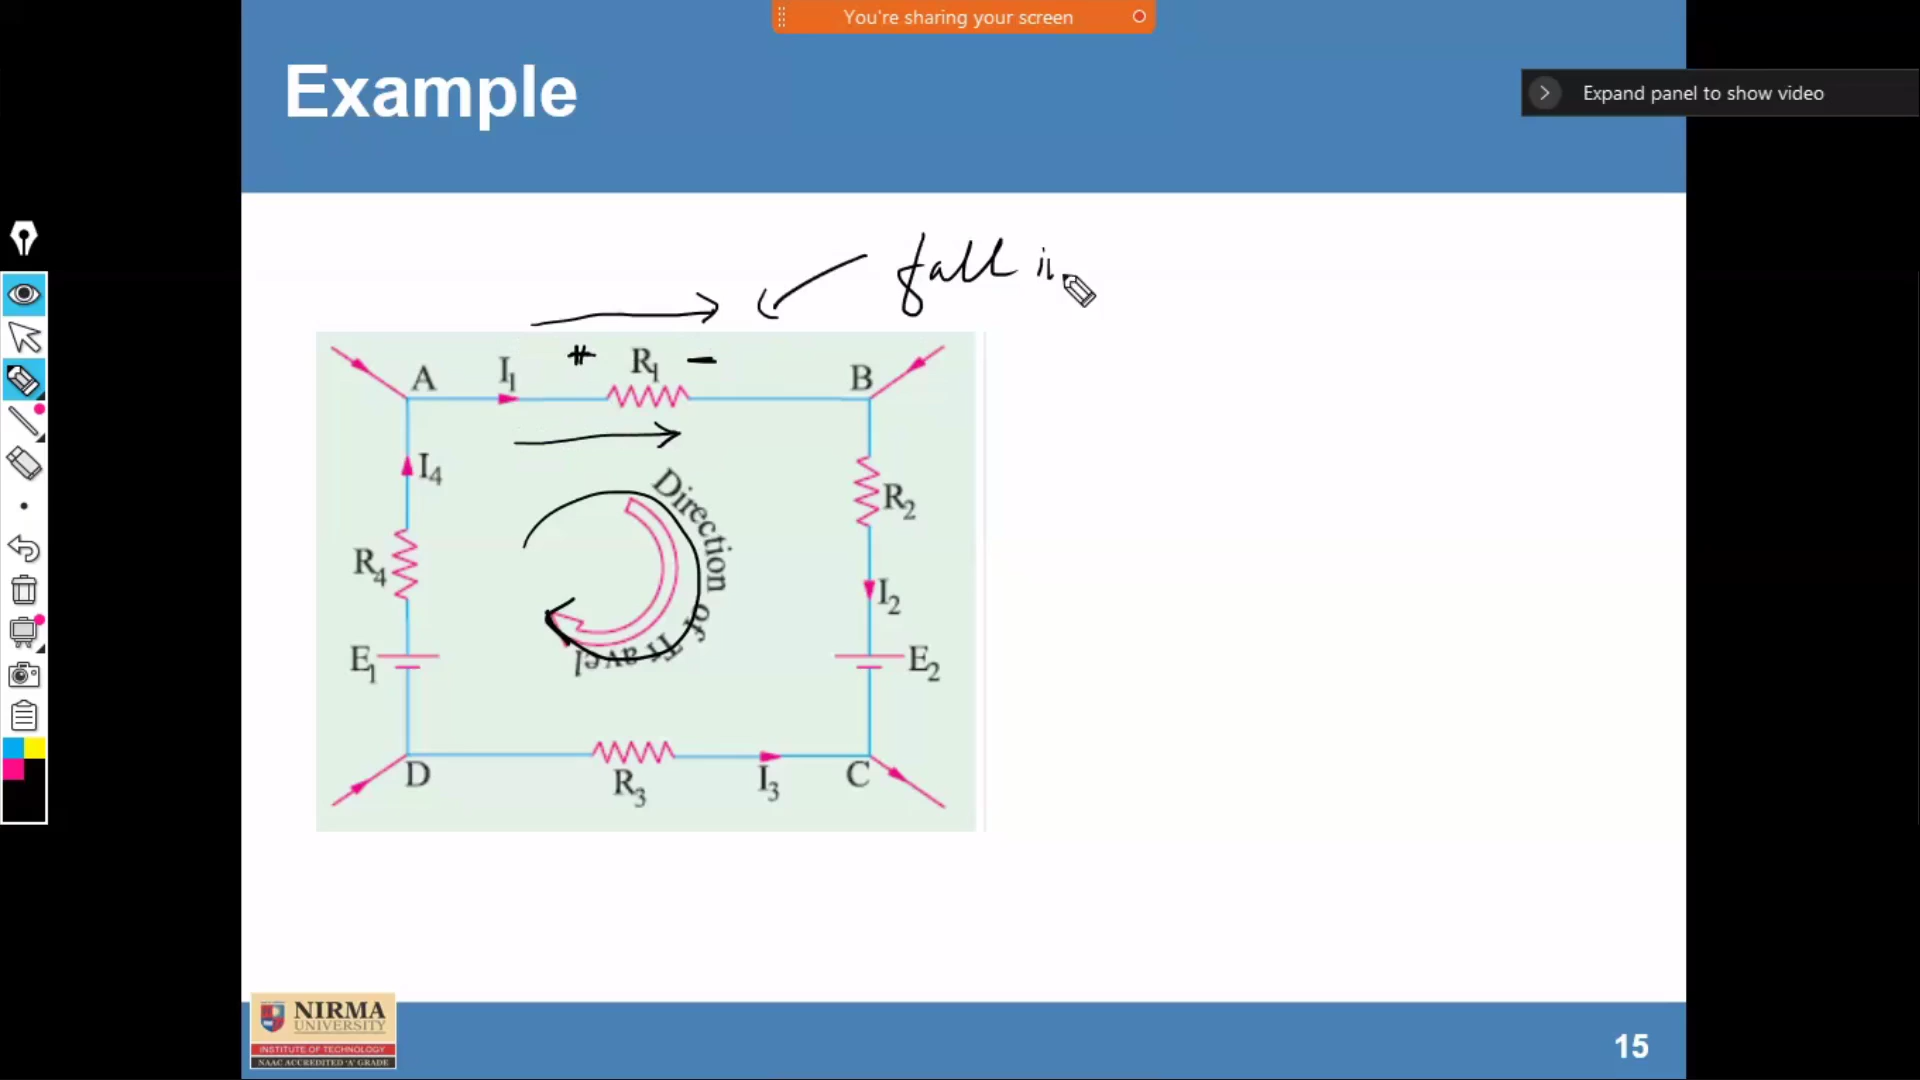 You're sharing your screen
Example
Expand panel to show video
fall i
+ -
A I1 R1 B
I4
R2
Direction of Travel
R4
I2
E1
E2
D R3 I3 C
NIRMA
UNIVERSITY
INSTITUTE OF TECHNOLOGY
NAAC ACCREDITED 'A' GRADE
15